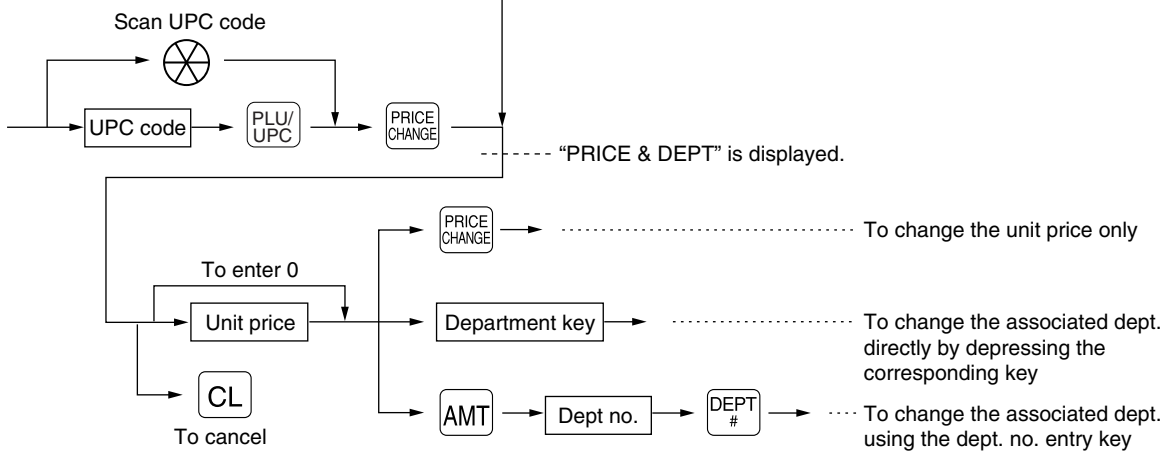 Scan UPC code
UPC code
PLU/
UPC
PRICE
CHANGE
“PRICE & DEPT” is displayed.
PRICE
CHANGE
To change the unit price only
To enter 0
Unit price
Department key
To change the associated dept.
directly by depressing the
corresponding key
CL
To cancel
AMT
Dept no.
DEPT
#
To change the associated dept.
using the dept. no. entry key